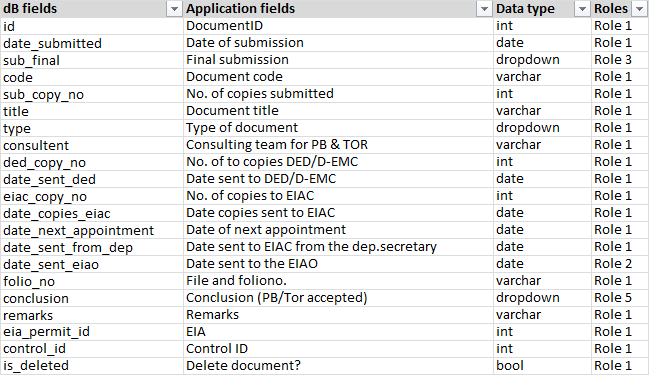 dB fields Application fields Data type Roles
id DocumentID int Role 1
date_submitted Date of submission date Role 1
sub_final Final submission dropdown Role 3
code Document code varchar Role 1
sub_copy_no No. of copies submitted int Role 1
title Document title varchar Role 1
type Type of document dropdown Role 1
consultent Consulting team for PB & TOR varchar Role 1
ded_copy_no No. of to copies DED/D-EMC int Role 1
date_sent_ded Date sent to DED/D-EMC date Role 1
eiac_copy_no No. of copies to EIAC int Role 1
date_copies_eiac Date copies sent to EIAC date Role 1
date_next_appointment Date of next appointment date Role 1
date_sent_from_dep Date sent to EIAC from the dep.secretary date Role 1
date_sent_eiao Date sent to the EIAO date Role 2
folio_no File and foliono. varchar Role 1
conclusion Conclusion (PB/Tor accepted) dropdown Role 5
remarks Remarks varchar Role 1
eia_permit_id EIA int Role 1
control_id Control ID int Role 1
is_deleted Delete document? bool Role 1